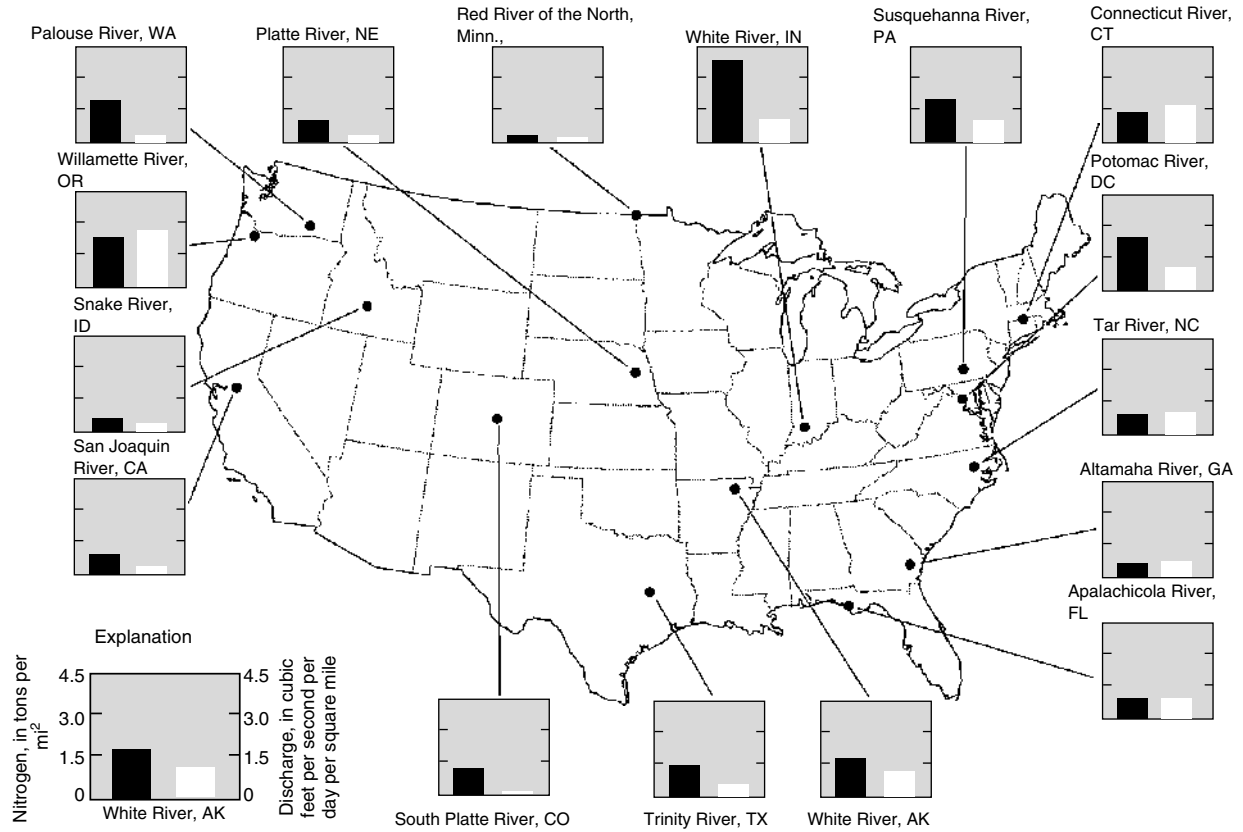 Palouse River, WA
Platte River, NE
Red River of the North,
Minn.,
White River, IN
Susquehanna River,
PA
Connecticut River,
CT
Willamette River,
OR
Potomac River,
DC
Snake River,
ID
Tar River, NC
San Joaquin
River, CA
Altamaha River, GA
Apalachicola River,
FL
Explanation
Nitrogen, in tons per
mi2
4.5
3.0
1.5
0
4.5
3.0
1.5
0
Discharge, in cubic
feet per second per
day per square mile
White River, AK
South Platte River, CO
Trinity River, TX
White River, AK